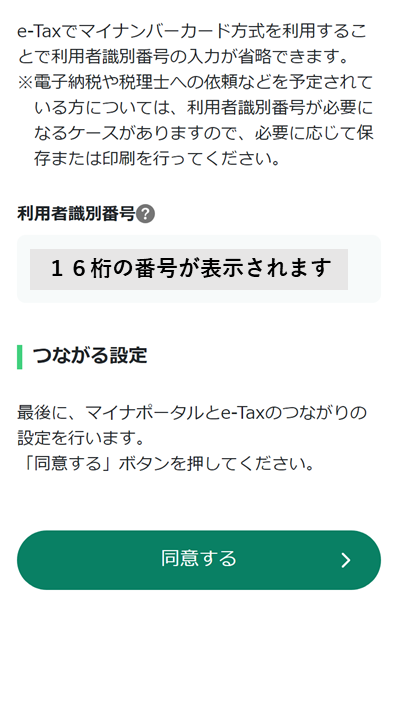 e-Taxでマイナンバーカード方式を利用するこ
とで利用者識別番号の入力が省略できます。
※電子納税や税理士への依頼などを予定されて
いる方については、利用者識別番号が必要に
なるケースがありますので、必要に応じて保
存または印刷を行ってください。
利用者識別番号?
１６桁の番号が表示されます
つながる設定
最後に、マイナポータルとe-Taxのつながりの
設定を行います。
「同意する」ボタンを押してください。
同意する